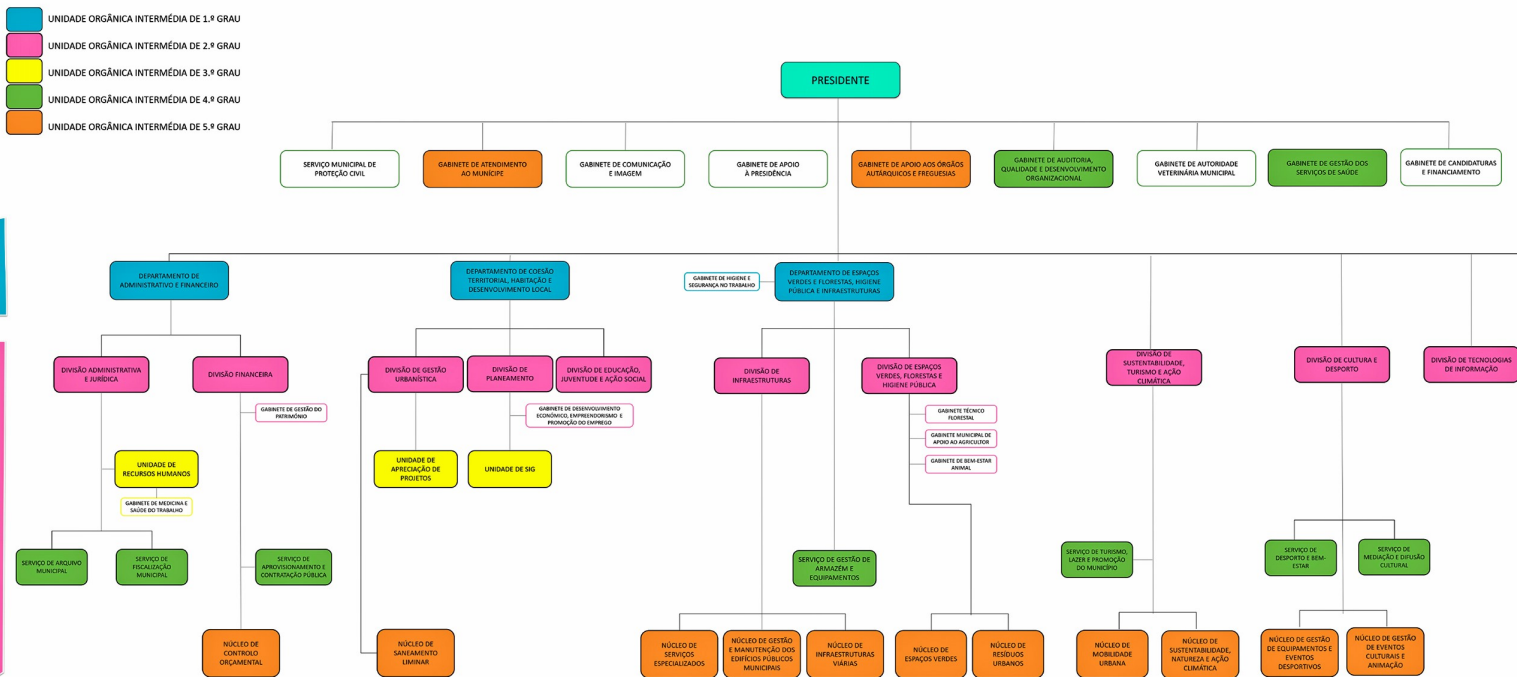 UNIDADE ORGÂNICA INTERMÉDIA DE 1.º GRAU
UNIDADE ORGÂNICA INTERMÉDIA DE 2.º GRAU
UNIDADE ORGÂNICA INTERMÉDIA DE 3.º GRAU
UNIDADE ORGÂNICA INTERMÉDIA DE 4.º GRAU
UNIDADE ORGÂNICA INTERMÉDIA DE 5.º GRAU
PRESIDENTE
SERVIÇO MUNICIPAL DE
PROTEÇÃO CIVIL
GABINETE DE ATENDIMENTO
AO MUNÍCIPE
GABINETE DE COMUNICAÇÃO
E IMAGEM
GABINETE DE APOIO
À PRESIDÊNCIA
GABINETE DE APOIO AOS ÓRGÃOS
AUTÁRQUICOS E FREGUESIAS
GABINETE DE AUDITORIA,
QUALIDADE E DESENVOLVIMENTO
ORGANIZACIONAL
GABINETE DE AUTORIDADE
VETERINÁRIA MUNICIPAL
GABINETE DE GESTÃO DOS
SERVIÇOS DE SAÚDE
GABINETE DE CANDIDATURAS
E FINANCIAMENTO
DEPARTAMENTO DE
ADMINISTRATIVO E FINANCEIRO
DEPARTAMENTO DE COESÃO
TERRITORIAL, HABITAÇÃO E
DESENVOLVIMENTO LOCAL
GABINETE DE HIGIENE E
SEGURANÇA NO TRABALHO
DEPARTAMENTO DE ESPAÇOS
VERDES E FLORESTAS, HIGIENE
PÚBLICA E INFRAESTRUTURAS
DIVISÃO ADMINISTRATIVA
E JURÍDICA
DIVISÃO FINANCEIRA
DIVISÃO DE GESTÃO
URBANÍSTICA
DIVISÃO DE
PLANEAMENTO
DIVISÃO DE EDUCAÇÃO,
JUVENTUDE E AÇÃO SOCIAL
DIVISÃO DE
INFRAESTRUTURAS
DIVISÃO DE ESPAÇOS
VERDES, FLORESTAS E
HIGIENE PÚBLICA
DIVISÃO DE
SUSTENTABILIDADE,
TURISMO E AÇÃO
CLIMÁTICA
DIVISÃO DE CULTURA E
DESPORTO
DIVISÃO DE TECNOLOGIAS
DE INFORMAÇÃO
GABINETE DE GESTÃO DO
PATRIMÓNIO
GABINETE DE DESENVOLVIMENTO
ECONÓMICO, EMPREENDORISMO E
PROMOÇÃO DO EMPREGO
GABINETE TÉCNICO
FLORESTAL
GABINETE MUNICIPAL DE
APOIO AO AGRICULTOR
GABINETE DE BEM-ESTAR
ANIMAL
UNIDADE DE
RECURSOS HUMANOS
UNIDADE DE
APRECIAÇÃO DE
PROJETOS
UNIDADE DE SIG
GABINETE DE MEDICINA E
SAÚDE DO TRABALHO
SERVIÇO DE ARQUIVO
MUNICIPAL
SERVIÇO DE
FISCALIZAÇÃO
MUNICIPAL
SERVIÇO DE
APROVISIONAMENTO E
CONTRATAÇÃO PÚBLICA
SERVIÇO DE GESTÃO DE
ARMAZÉM E
EQUIPAMENTOS
SERVIÇO DE TURISMO,
LAZER E PROMOÇÃO
DO MUNICÍPIO
SERVIÇO DE
DESPORTO E BEM-
ESTAR
SERVIÇO DE
MEDIAÇÃO E DIFUSÃO
CULTURAL
NÚCLEO DE
CONTROLO
ORÇAMENTAL
NÚCLEO DE
SANEAMENTO
LIMINAR
NÚCLEO DE
SERVIÇOS
ESPECIALIZADOS
NÚCLEO DE GESTÃO
E MANUTENÇÃO DOS
EDIFÍCIOS PÚBLICOS
MUNICIPAIS
NÚCLEO DE
INFRAESTRUTURAS
VIÁRIAS
NÚCLEO DE
ESPAÇOS VERDES
NÚCLEO DE
RESÍDUOS
URBANOS
NÚCLEO DE
MOBILIDADE
URBANA
NÚCLEO DE
SUSTENTABILIDADE,
NATUREZA E AÇÃO
CLIMÁTICA
NÚCLEO DE GESTÃO
DE EQUIPAMENTOS E
EVENTOS
DESPORTIVOS
NÚCLEO DE GESTÃO
DE EVENTOS
CULTURAIS E
ANIMAÇÃO